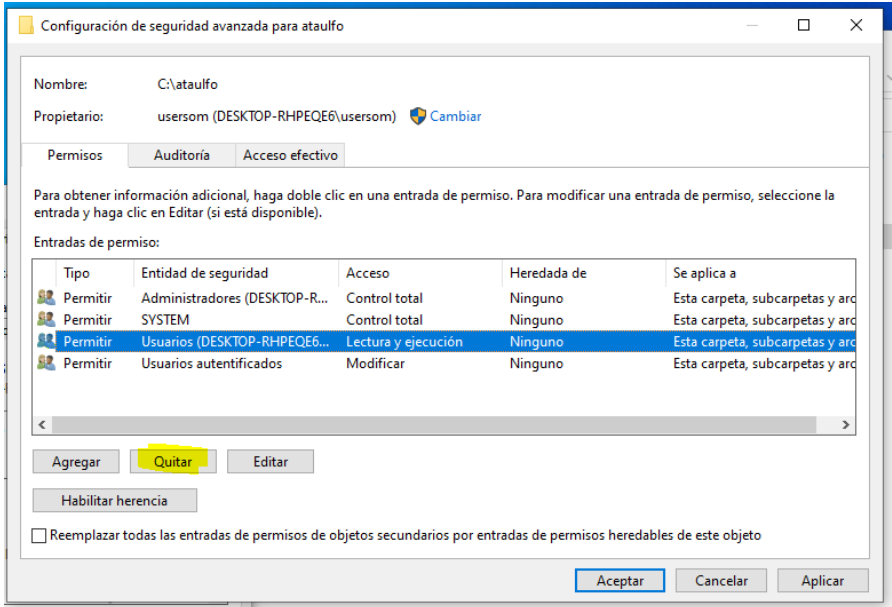 Configuración de seguridad avanzada para ataulfo
Nombre: C:\ataulfo
Propietario: usersom (DESKTOP-RHPEQE6\usersom) Cambiar
Permisos Auditoría Acceso efectivo
Para obtener información adicional, haga doble clic en una entrada de permiso. Para modificar una entrada de permiso, seleccione la
entrada y haga clic en Editar (si está disponible).
Entradas de permiso:
Tipo Entidad de seguridad Acceso Heredada de Se aplica a
Permitir Administradores (DESKTOP-R... Control total Ninguno Esta carpeta, subcarpetas y arc
Permitir SYSTEM Control total Ninguno Esta carpeta, subcarpetas y arc
Permitir Usuarios (DESKTOP-RHPEQE6... Lectura y ejecución Ninguno Esta carpeta, subcarpetas y arc
Permitir Usuarios autentificados Modificar Ninguno Esta carpeta, subcarpetas y arc
Agregar Quitar Editar
Habilitar herencia
Reemplazar todas las entradas de permisos de objetos secundarios por entradas de permisos heredables de este objeto
Aceptar Cancelar Aplicar